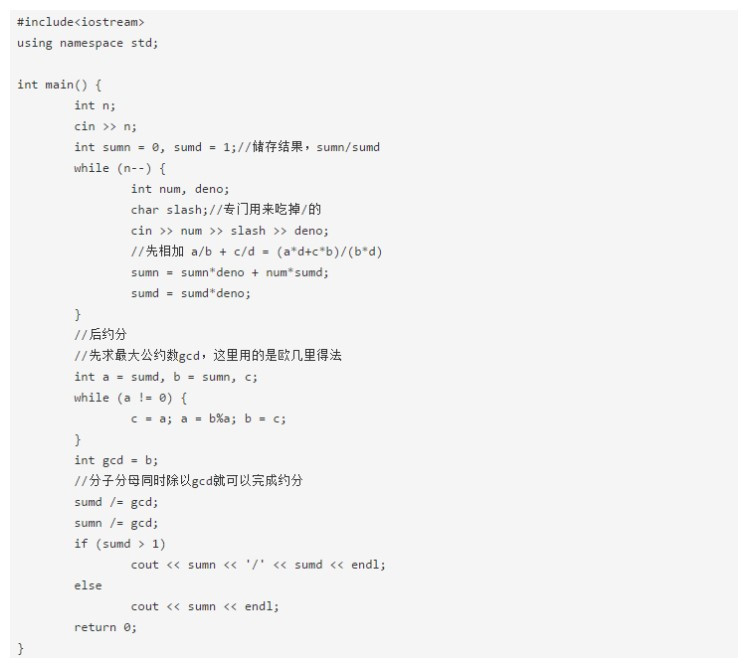 #include<iostream>
using namespace std;

int main() {
        int n;
        cin >> n;
        int sumn = 0, sumd = 1;//储存结果，sumn/sumd
        while (n--) {
                int num, deno;
                char slash;//专门用来吃掉/的
                cin >> num >> slash >> deno;
                //先相加 a/b + c/d = (a*d+c*b)/(b*d)
                sumn = sumn*deno + num*sumd;
                sumd = sumd*deno;
        }
        //后约分
        //先求最大公约数gcd，这里用的是欧几里得法
        int a = sumd, b = sumn, c;
        while (a != 0) {
                c = a; a = b%a; b = c;
        }
        int gcd = b;
        //分子分母同时除以gcd就可以完成约分
        sumd /= gcd;
        sumn /= gcd;
        if (sumd > 1)
                cout << sumn << '/' << sumd << endl;
        else
                cout << sumn << endl;
        return 0;
}